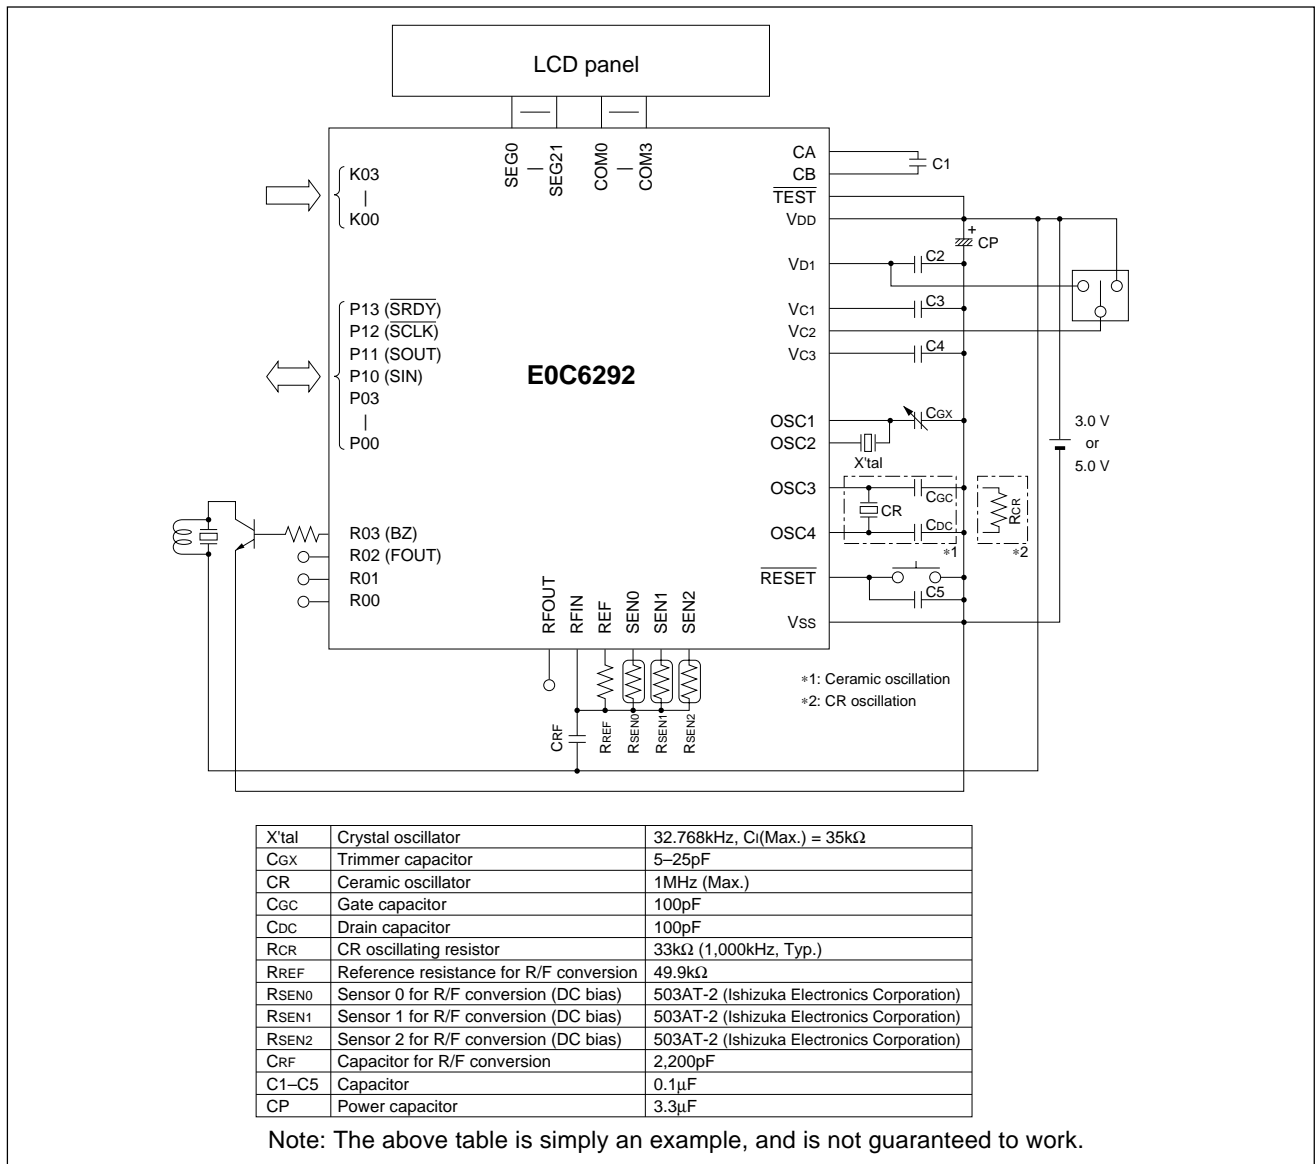 LCD panel
SEG0
|
SEG21
COM0
|
COM3
K03
|
K00
P13 (SRDY)
P12 (SCLK)
P11 (SOUT)
P10 (SIN)
P03
|
P00
R03 (BZ)
R02 (FOUT)
R01
R00
E0C6292
CA
CB
TEST
VDD
VD1
VC1
VC2
VC3
OSC1
OSC2
OSC3
OSC4
RESET
VSS
C1
+
CP
C2
C3
C4
CGX
X'tal
CR
CGC
CDC
*1
RCR
*2
C5
3.0 V
or
5.0 V
RFOUT
RFIN
REF
SEN0
SEN1
SEN2
CRF
RREF
RSEN0
RSEN1
RSEN2
*1: Ceramic oscillation
*2: CR oscillation
X'tal Crystal oscillator 32.768kHz, CI(Max.) = 35kΩ
CGX Trimmer capacitor 5–25pF
CR Ceramic oscillator 1MHz (Max.)
CGC Gate capacitor 100pF
CDC Drain capacitor 100pF
RCR CR oscillating resistor 33kΩ (1,000kHz, Typ.)
RREF Reference resistance for R/F conversion 49.9kΩ
RSEN0 Sensor 0 for R/F conversion (DC bias) 503AT-2 (Ishizuka Electronics Corporation)
RSEN1 Sensor 1 for R/F conversion (DC bias) 503AT-2 (Ishizuka Electronics Corporation)
RSEN2 Sensor 2 for R/F conversion (DC bias) 503AT-2 (Ishizuka Electronics Corporation)
CRF Capacitor for R/F conversion 2,200pF
C1–C5 Capacitor 0.1μF
CP Power capacitor 3.3μF
Note: The above table is simply an example, and is not guaranteed to work.